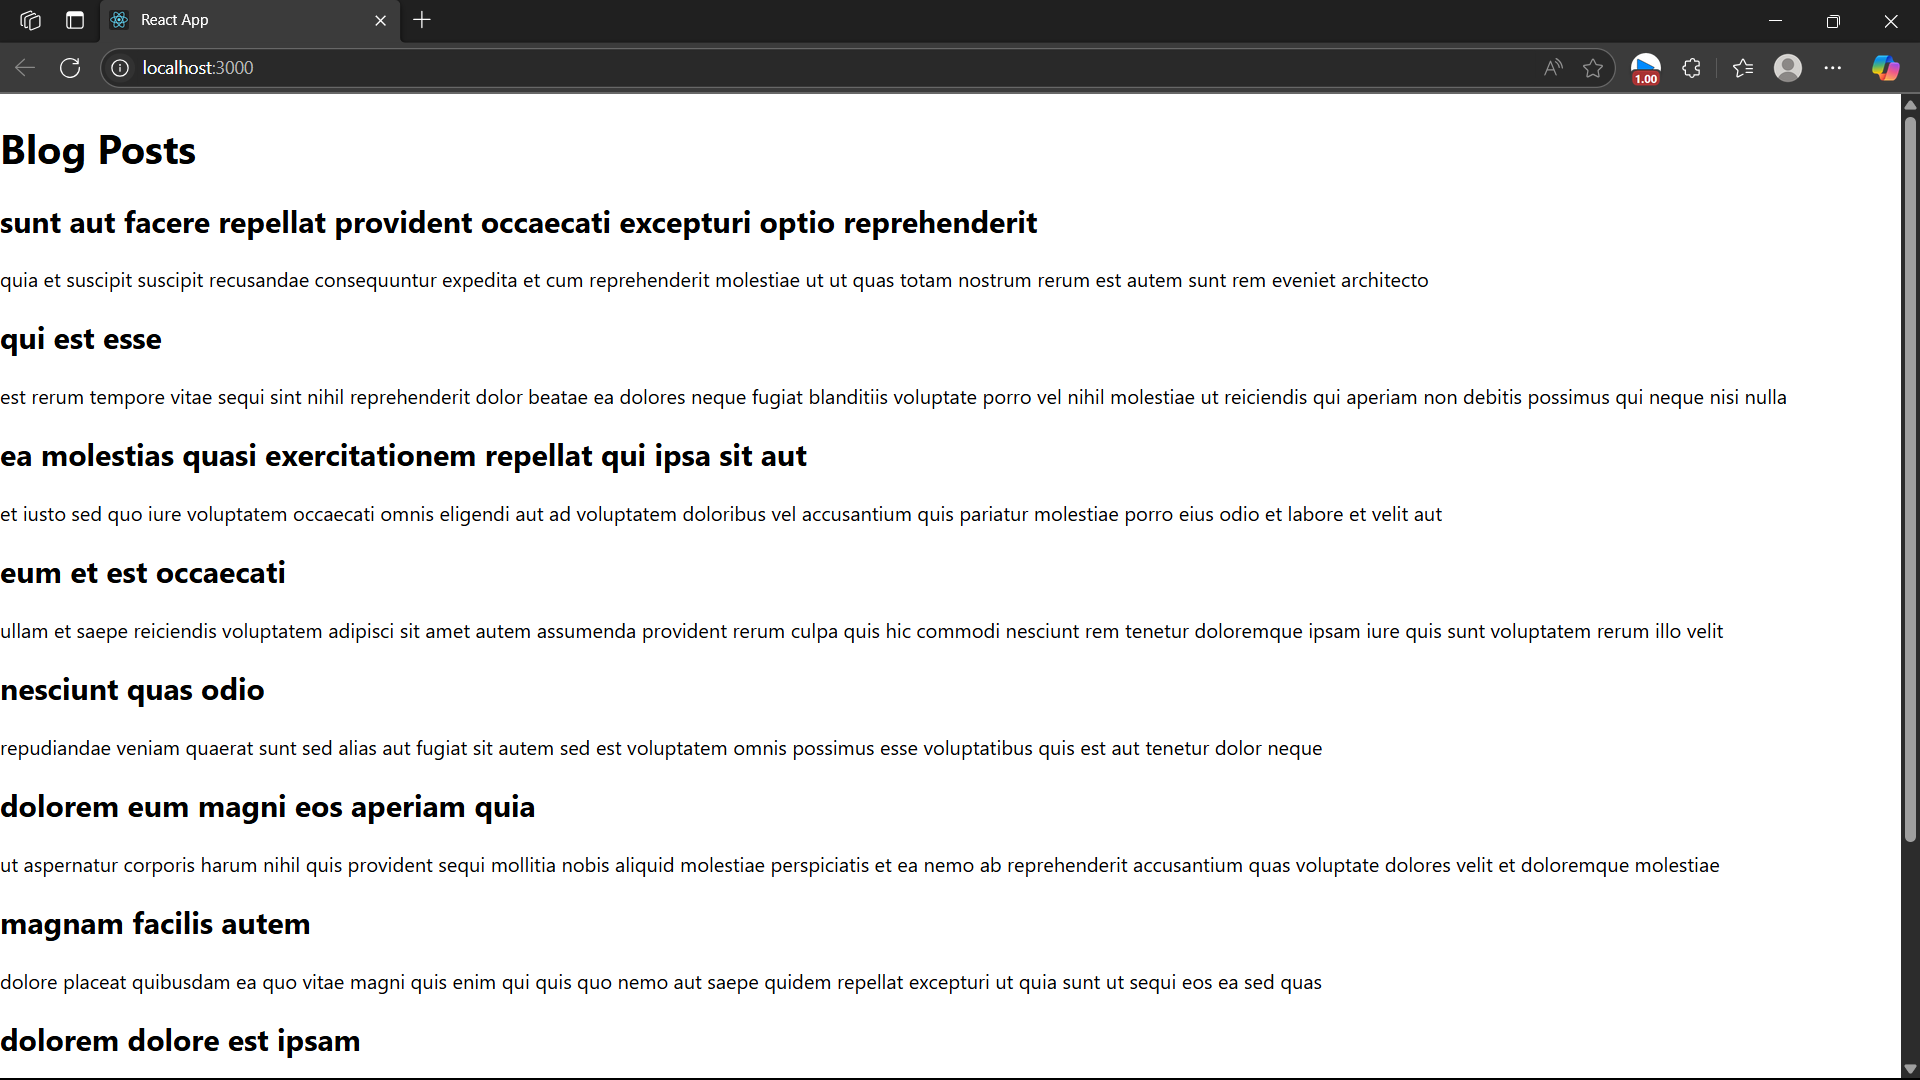 React App
localhost:3000
1.00
Blog Posts
sunt aut facere repellat provident occaecati excepturi optio reprehenderit
quia et suscipit suscipit recusandae consequuntur expedita et cum reprehenderit molestiae ut ut quas totam nostrum rerum est autem sunt rem eveniet architecto
qui est esse
est rerum tempore vitae sequi sint nihil reprehenderit dolor beatae ea dolores neque fugiat blanditiis voluptate porro vel nihil molestiae ut reiciendis qui aperiam non debitis possimus qui neque nisi nulla
ea molestias quasi exercitationem repellat qui ipsa sit aut
et iusto sed quo iure voluptatem occaecati omnis eligendi aut ad voluptatem doloribus vel accusantium quis pariatur molestiae porro eius odio et labore et velit aut
eum et est occaecati
ullam et saepe reiciendis voluptatem adipisci sit amet autem assumenda provident rerum culpa quis hic commodi nesciunt rem tenetur doloremque ipsam iure quis sunt voluptatem rerum illo velit
nesciunt quas odio
repudiandae veniam quaerat sunt sed alias aut fugiat sit autem sed est voluptatem omnis possimus esse voluptatibus quis est aut tenetur dolor neque
dolorem eum magni eos aperiam quia
ut aspernatur corporis harum nihil quis provident sequi mollitia nobis aliquid molestiae perspiciatis et ea nemo ab reprehenderit accusantium quas voluptate dolores velit et doloremque molestiae
magnam facilis autem
dolore placeat quibusdam ea quo vitae magni quis enim qui quis quo nemo aut saepe quidem repellat excepturi ut quia sunt ut sequi eos ea sed quas
dolorem dolore est ipsam